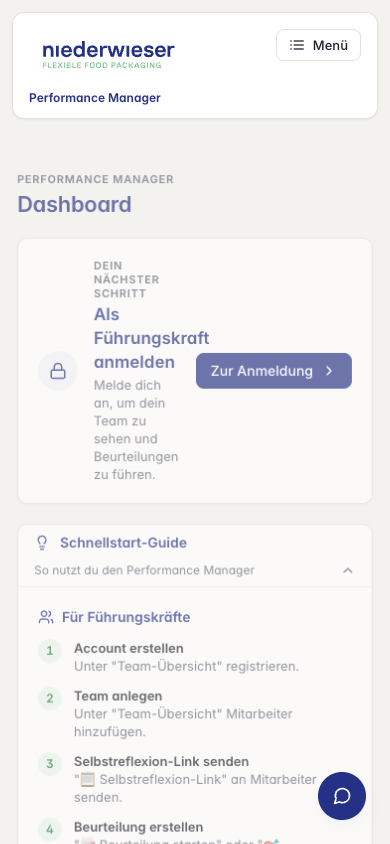 niederwieser
FLEXIBLE FOOD PACKAGING
Menü
Performance Manager
PERFORMANCE MANAGER
Dashboard
DEIN
NÄCHSTER
SCHRITT
Als
Führungskraft
anmelden
Melde dich
an, um dein
Team zu
sehen und
Beurteilungen
zu führen.
Zur Anmeldung
Schnellstart-Guide
So nutzt du den Performance Manager
Für Führungskräfte
1 Account erstellen
Unter "Team-Übersicht" registrieren.
2 Team anlegen
Unter "Team-Übersicht" Mitarbeiter
hinzufügen.
3 Selbstreflexion-Link senden
"📋 Selbstreflexion-Link" an Mitarbeiter
senden.
4 Beurteilung erstellen
Beurteilung starten" oder "🎯